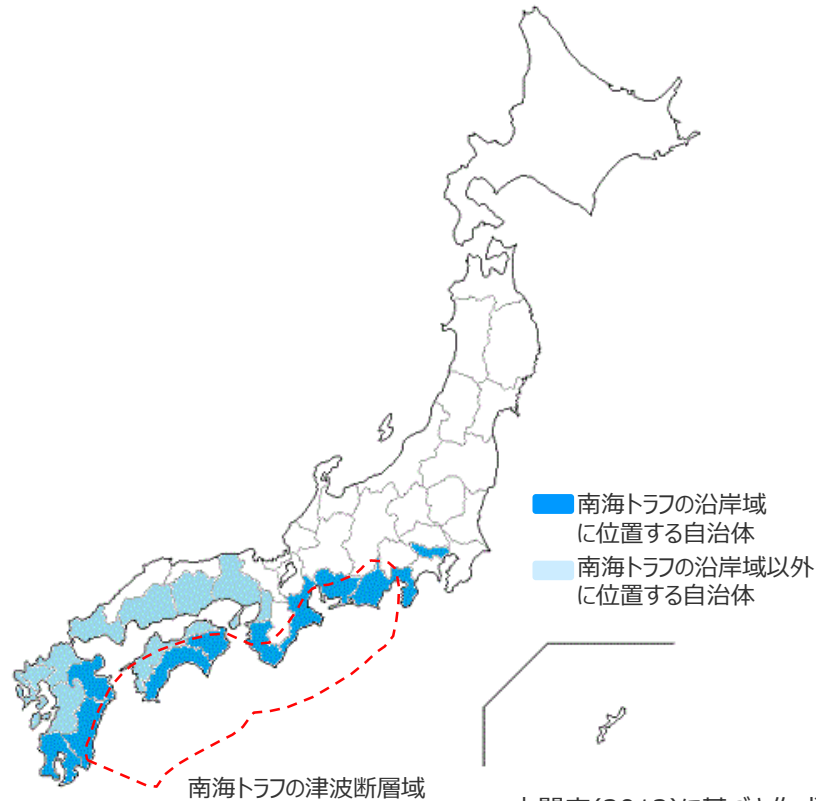 南海トラフの沿岸域
に位置する自治体
南海トラフの沿岸域以外
に位置する自治体
南海トラフの津波断層域